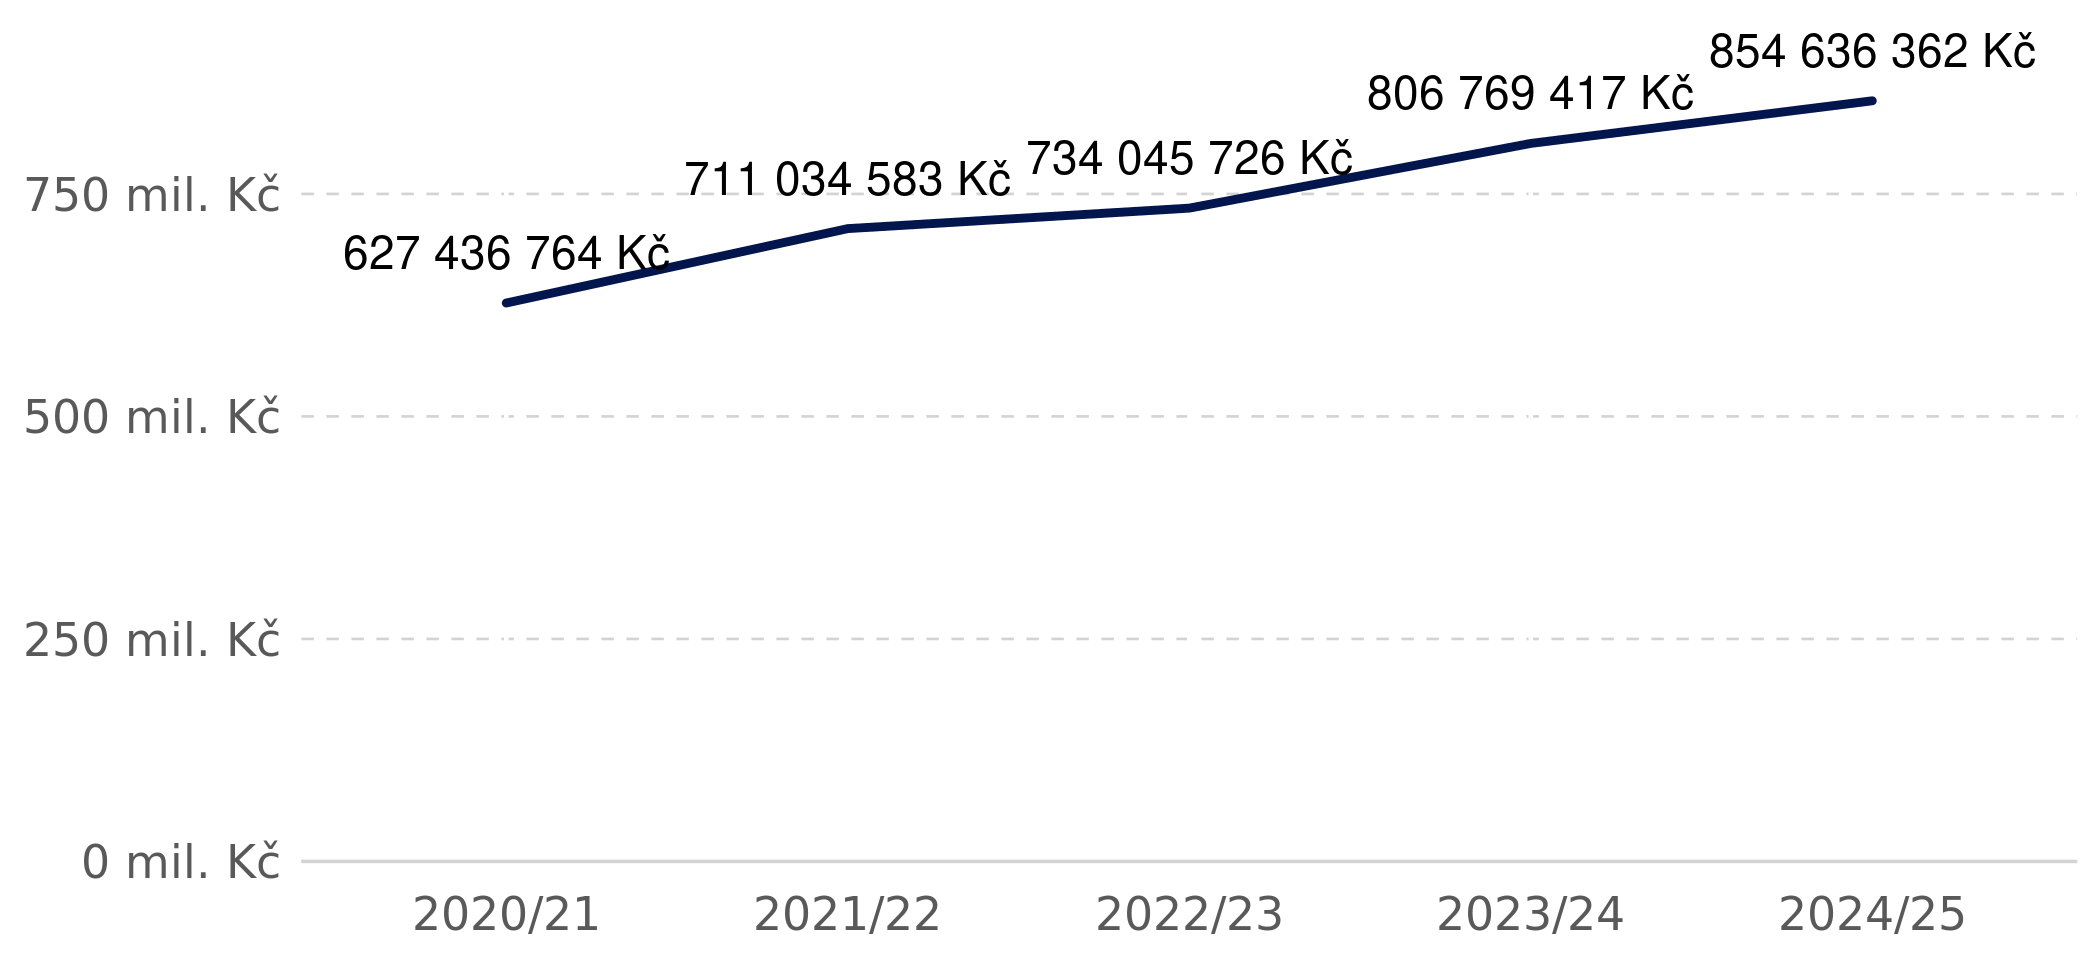 854 636 362 Kč
806 769 417 Kč
734 045 726 Kč
711 034 583 Kč
627 436 764 Kč
750 mil. Kč
500 mil. Kč
250 mil. Kč
0 mil. Kč
2020/21
2021/22
2022/23
2023/24
2024/25